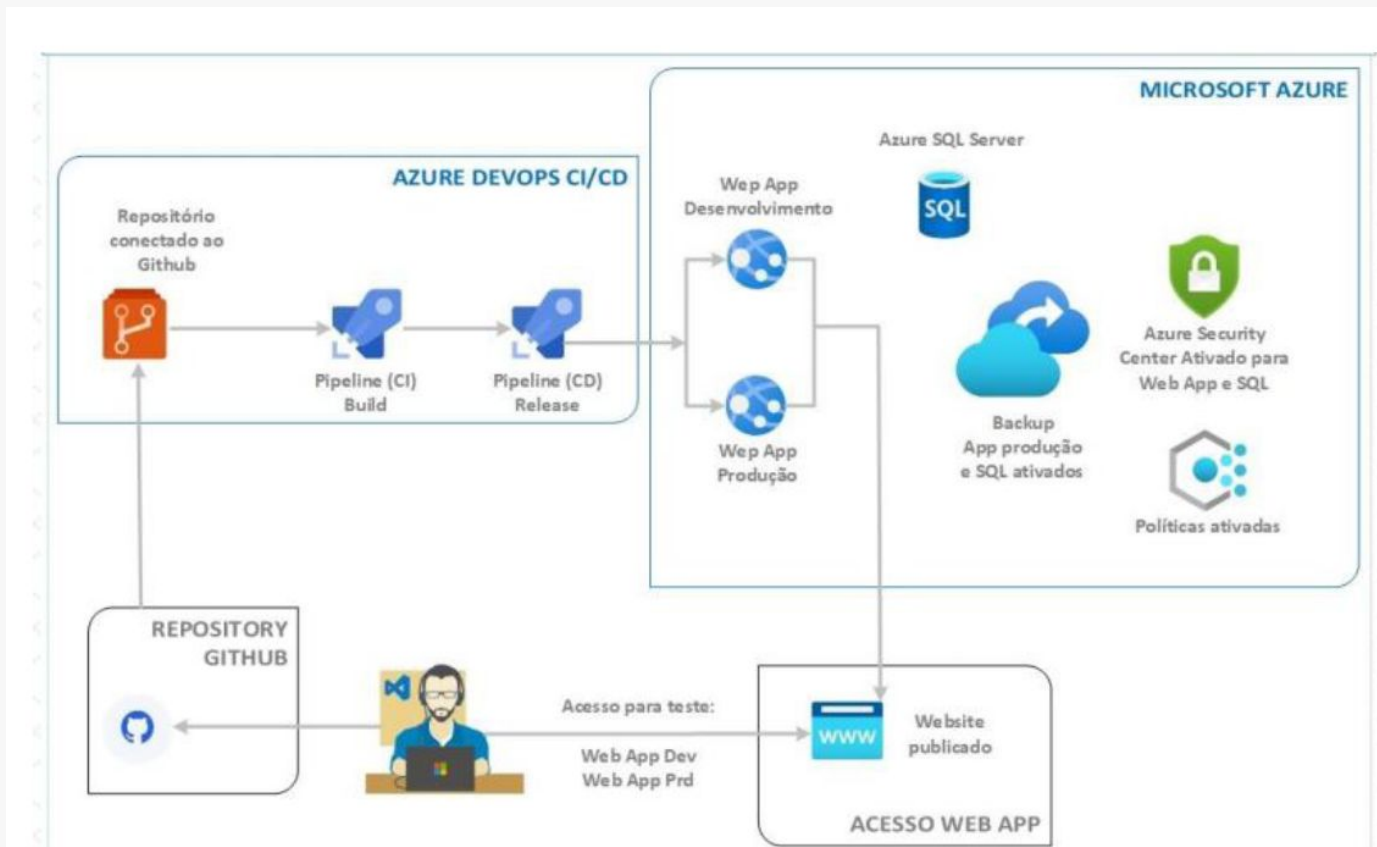 MICROSOFT AZURE
Azure SQL Server
SQL
AZURE DEVOPS CI/CD
Repositório
conectado ao
Github
Pipeline (CI)
Build
Pipeline (CD)
Release
Wep App
Desenvolvimento
Wep App
Produção
Backup
App produção
e SQL ativados
Azure Security
Center Ativado para
Web App e SQL
Políticas ativadas
REPOSITORY
GITHUB
Acesso para teste:
Web App Dev
Web App Prd
WWW
Website
publicado
ACESSO WEB APP